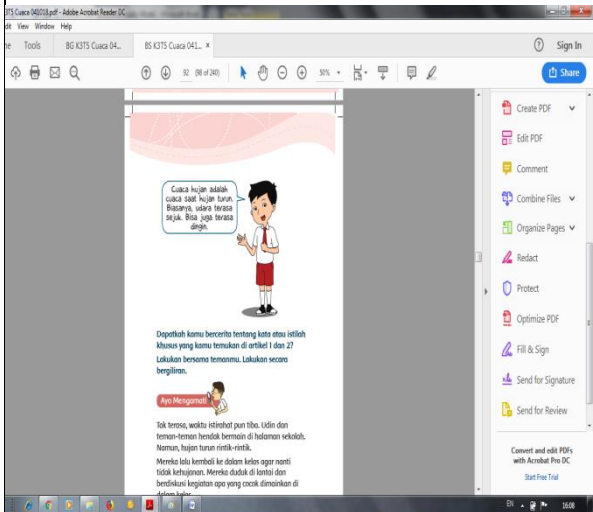 3T5 Cuaca 041018.pdf - Adobe Acrobat Reader DC
dit View Window Help
ne Tools BG K3T5 Cuaca 04... BS K3T5 Cuaca 041... × Sign In
92 (98 of 240) 50% Share
Cuaca hujan adalah
cuaca saat hujan turun.
Biasanya, udara terasa
sejuk. Bisa juga terasa
dingin.
Dapatkah kamu bercerita tentang kata atau istilah
khusus yang kamu temukan di artikel 1 dan 2?
Lakukan bersama temanmu. Lakukan secara
bergiliran.
Ayo Mengamati
Tak terasa, waktu istirahat pun tiba. Udin dan
teman-teman hendak bermain di halaman sekolah.
Namun, hujan turun rintik-rintik.
Mereka lalu kembali ke dalam kelas agar nanti
tidak kehujanan. Mereka duduk di lantai dan
berdiskusi kegiatan apa yang cocok dimainkan di
dalam kelas.
Create PDF
Edit PDF
Comment
Combine Files
Organize Pages
Redact
Protect
Optimize PDF
Fill & Sign
Send for Signature
Send for Review
Convert and edit PDFs
with Acrobat Pro DC
Start Free Trial
EN 16:08